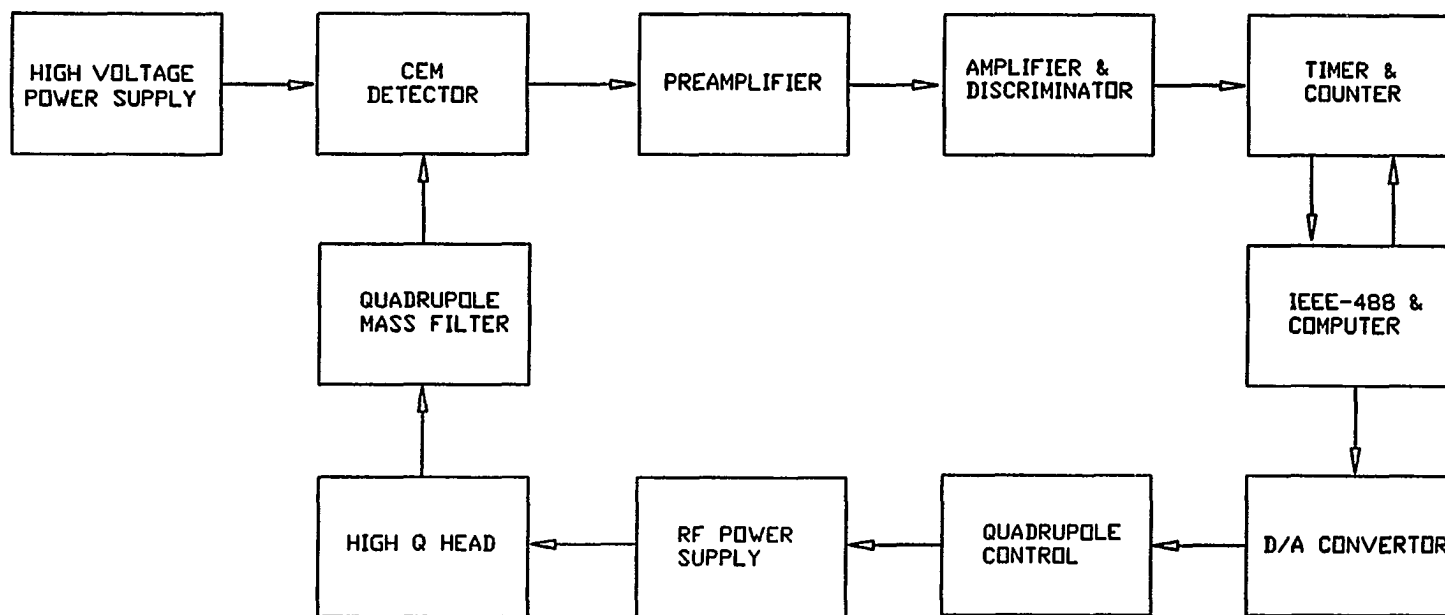 HIGH VOLTAGE
POWER SUPPLY
CEM
DETECTOR
PREAMPLIFIER
AMPLIFIER &
DISCRIMINATOR
TIMER &
COUNTER
QUADRUPOLE
MASS FILTER
IEEE-488 &
COMPUTER
HIGH Q HEAD
RF POWER
SUPPLY
QUADRUPOLE
CONTROL
D/A CONVERTOR